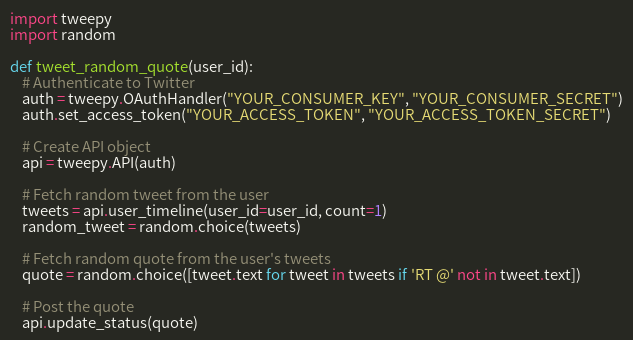 import tweepy
import random
def tweet_random_quote(user_id):
# Authenticate to Twitter
auth = tweepy.OAuthHandler("YOUR_CONSUMER_KEY", "YOUR_CONSUMER_SECRET")
auth.set_access_token("YOUR_ACCESS_TOKEN", "YOUR_ACCESS_TOKEN_SECRET")
# Create API object
api = tweepy.API(auth)
# Fetch random tweet from the user
tweets = api.user_timeline(user_id=user_id, count=1)
random_tweet = random.choice(tweets)
# Fetch random quote from the user's tweets
quote = random.choice([tweet.text for tweet in tweets if 'RT @' not in tweet.text])
# Post the quote
api.update_status(quote)